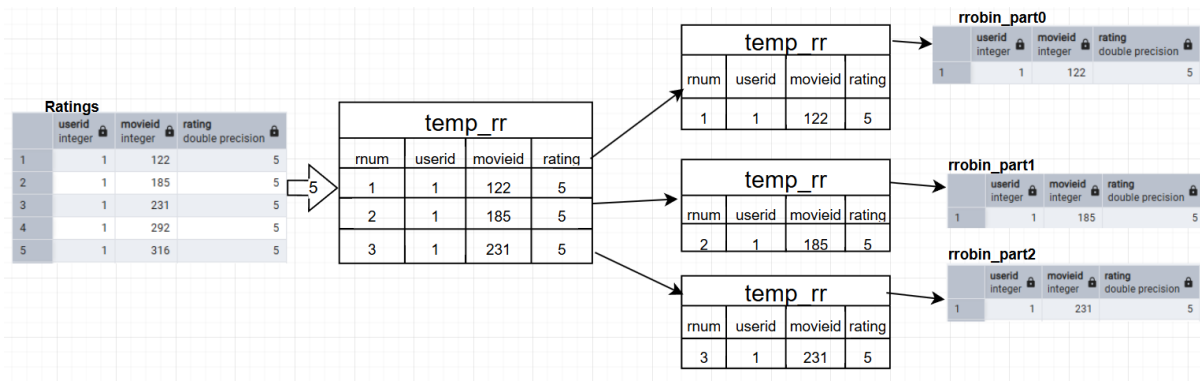 Ratings
userid movieid rating
integer integer double precision
1 1 122 5
2 1 185 5
3 1 231 5
4 1 292 5
5 1 316 5
5
temp_rr
rnum userid movieid rating
1 1 122 5
2 1 185 5
3 1 231 5
temp_rr
rnum userid movieid rating
1 1 122 5
temp_rr
rnum userid movieid rating
2 1 185 5
temp_rr
rnum userid movieid rating
3 1 231 5
rrobin_part0
userid movieid rating
integer integer double precision
1 1 122 5
rrobin_part1
userid movieid rating
integer integer double precision
1 1 185 5
rrobin_part2
userid movieid rating
integer integer double precision
1 1 231 5